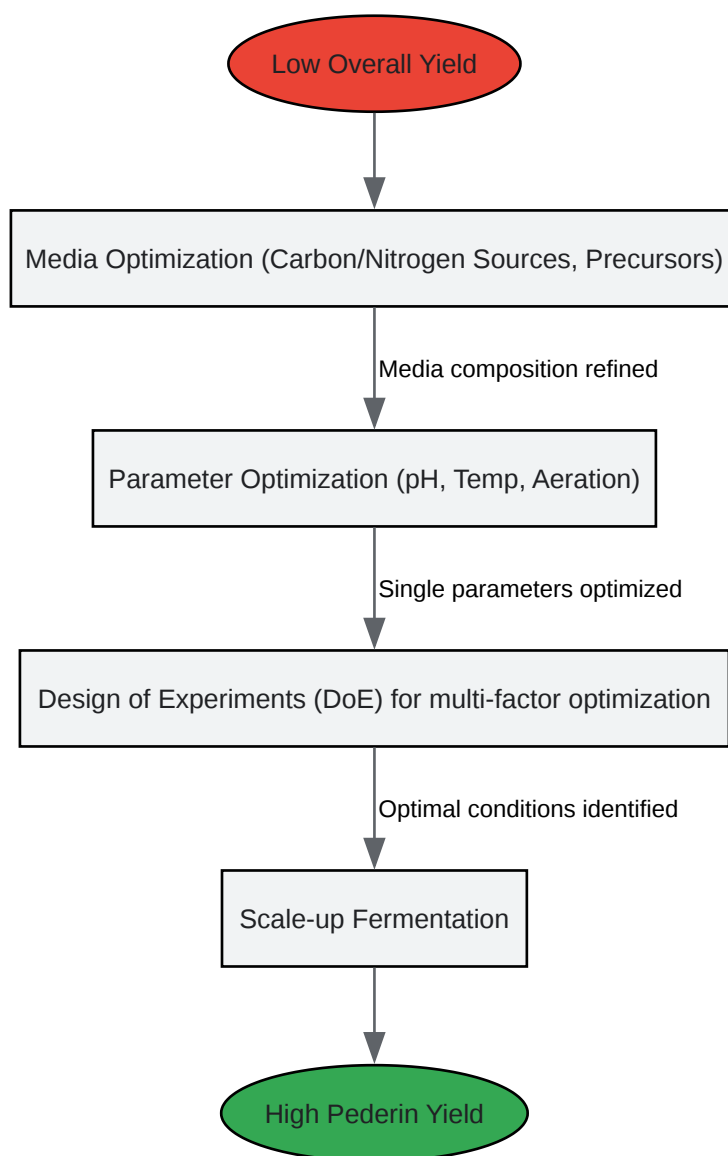 Low Overall Yield
Media Optimization (Carbon/Nitrogen Sources, Precursors)
Media composition refined
Parameter Optimization (pH, Temp, Aeration)
Single parameters optimized
Design of Experiments (DoE) for multi-factor optimization
Optimal conditions identified
Scale-up Fermentation
High Pederin Yield